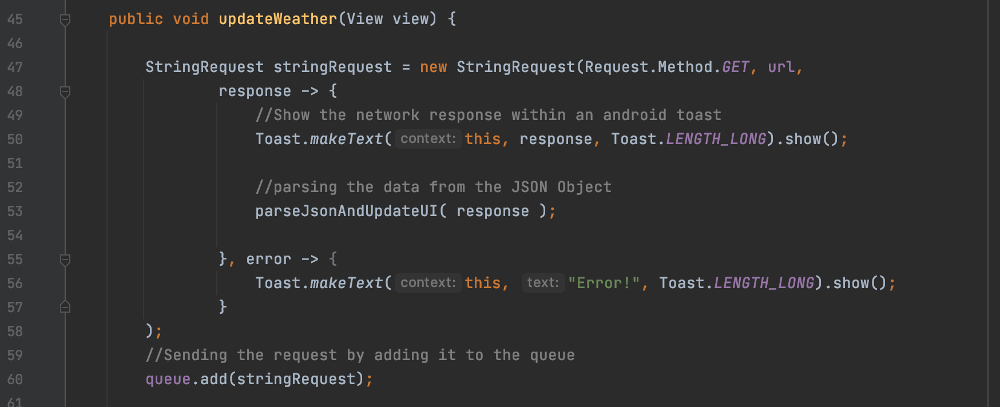 45 public void updateWeather(View view) {
46
47 StringRequest stringRequest = new StringRequest(Request.Method.GET, url,
48 response -> {
49 //Show the network response within an android toast
50 Toast.makeText( context: this, response, Toast.LENGTH_LONG).show();
51
52 //parsing the data from the JSON Object
53 parseJsonAndUpdateUI( response );
54
55 }, error -> {
56 Toast.makeText( context: this, text: "Error!", Toast.LENGTH_LONG).show();
57 }
58 );
59 //Sending the request by adding it to the queue
60 queue.add(stringRequest);
61